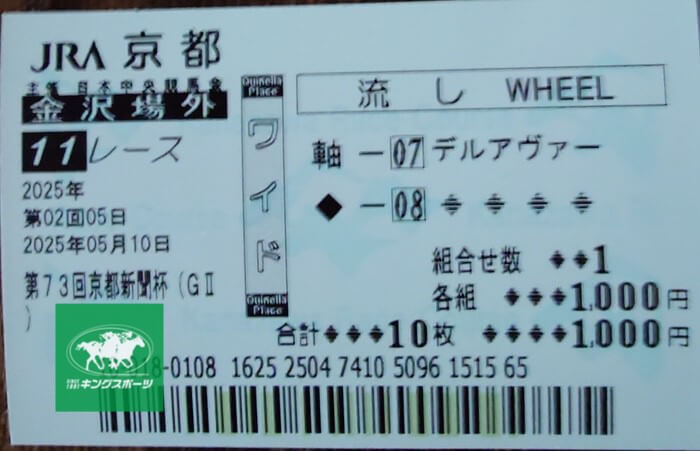 JRA 京都
主催 日本中央競馬会
金沢場外
11レース
2025年
第02回05日
2025年05月10日
第73回京都新聞杯(GⅡ
)
Quinella
Place
ワイド
Quinella
Place
流し WHEEL
軸 ー 07 デルアヴァー
◆ ー 08
組合せ数 1
各組 1,000円
合計 10枚 1,000円
18-0108 1625 2504 7410 5096 1515 65
キングスポーツ